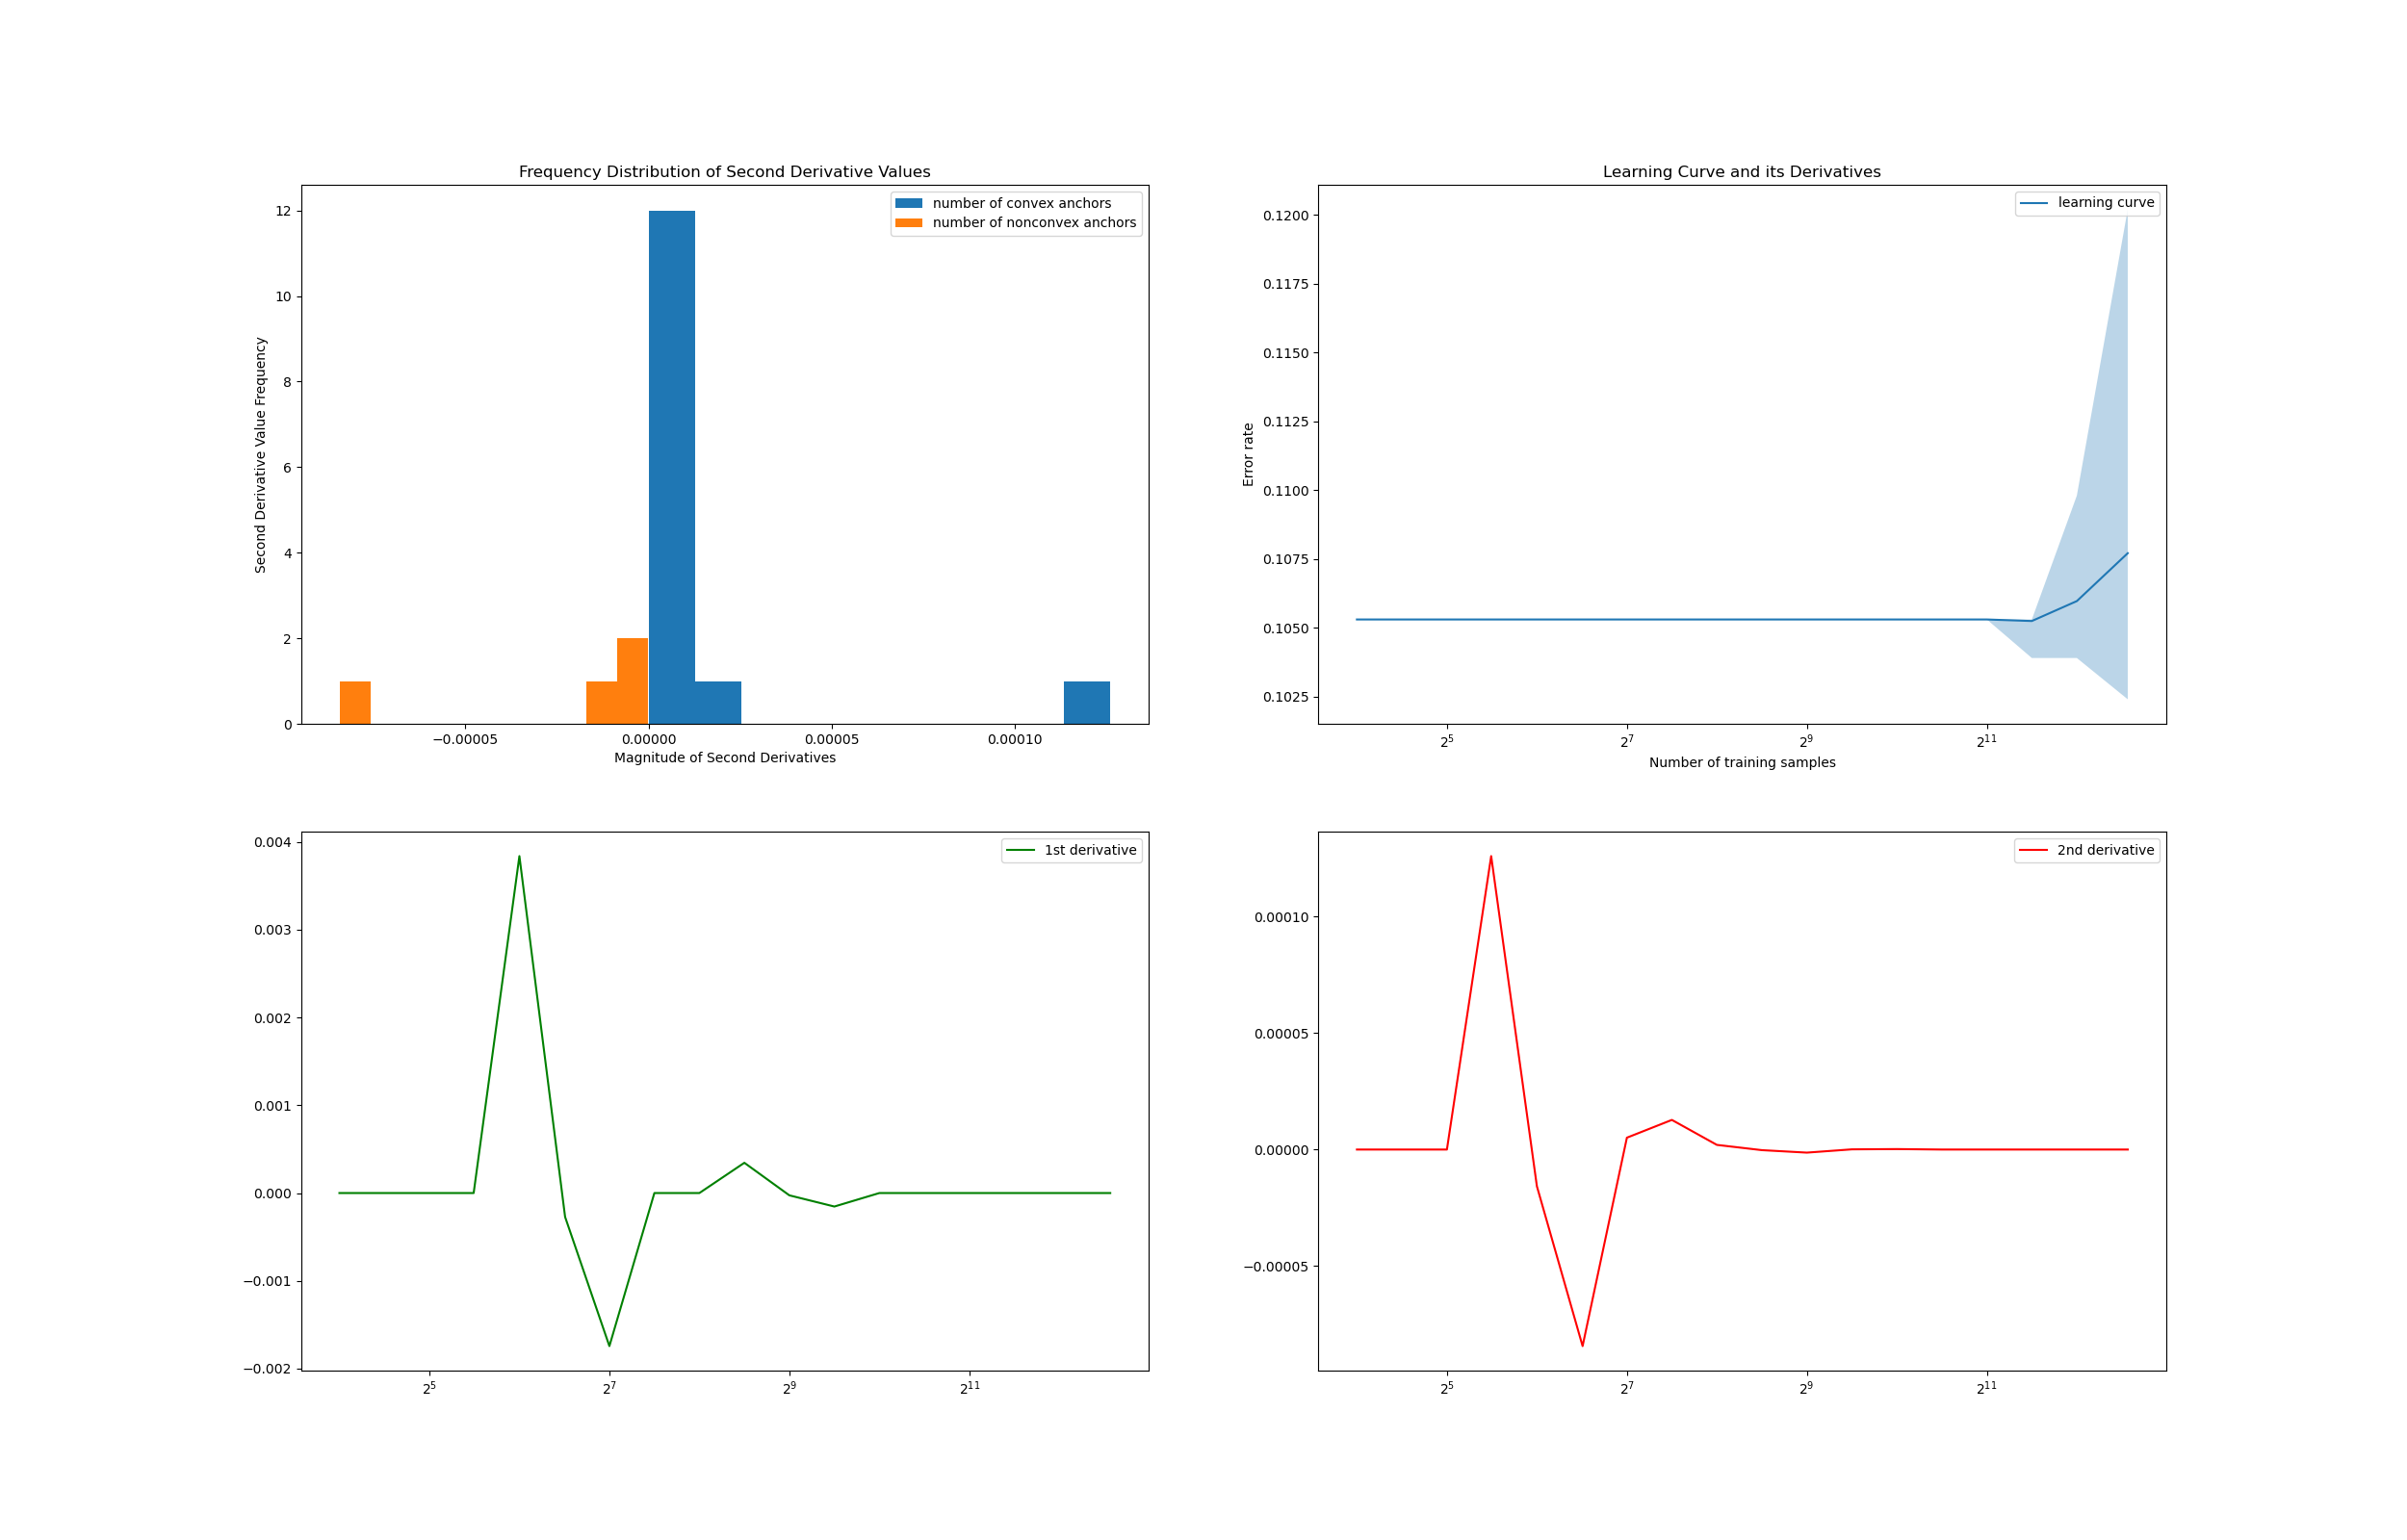 Frequency Distribution of Second Derivative Values
number of convex anchors
number of nonconvex anchors
12
10
8
6
4
2
0
Second Derivative Value Frequency
−0.00005 0.00000 0.00005 0.00010
Magnitude of Second Derivatives
Learning Curve and its Derivatives
learning curve
0.1200
0.1175
0.1150
0.1125
0.1100
0.1075
0.1050
0.1025
Error rate
2^5 2^7 2^9 2^11
Number of training samples
1st derivative
0.004
0.003
0.002
0.001
0.000
−0.001
−0.002
2^5 2^7 2^9 2^11
2nd derivative
0.00010
0.00005
0.00000
−0.00005
2^5 2^7 2^9 2^11